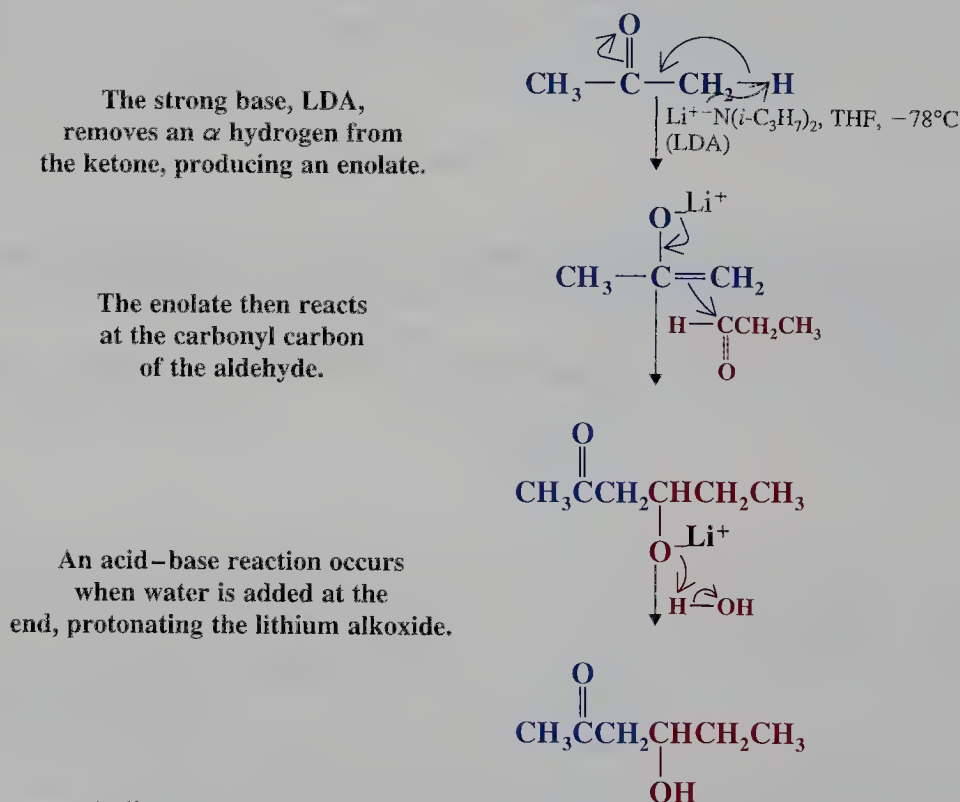 The strong base, LDA,
removes an α hydrogen from
the ketone, producing an enolate.
O
CH₃—C—CH₂—H
Li⁺⁻N(i-C₃H₇)₂, THF, −78°C
(LDA)
O⁻Li⁺
CH₃—C=CH₂
The enolate then reacts
at the carbonyl carbon
of the aldehyde.
H—CCH₂CH₃
O
O
CH₃CCH₂CHCH₂CH₃
O⁻Li⁺
H—OH
An acid–base reaction occurs
when water is added at the
end, protonating the lithium alkoxide.
O
CH₃CCH₂CHCH₂CH₃
OH